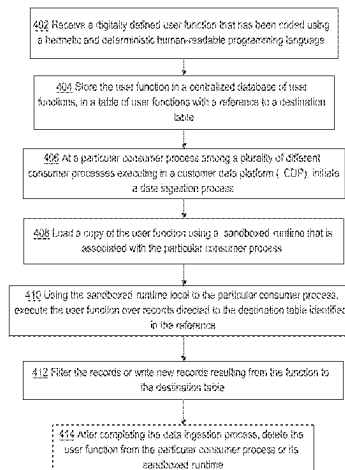 402 Receive a digitally defined user function that has been coded using
a hermetic and deterministic human-readable programming language
404 Store the user function in a centralized database of user
functions, in a table of user functions with a reference to a destination
table
406 At a particular consumer process among a plurality of different
consumer processes executing in a customer data platform ( CDP), initiate
a data ingestion process
408 Load a copy of the user function using a sandboxed runtime that is
associated with the particular consumer process
410 Using the sandboxed runtime local to the particular consumer process,
execute the user function over records directed to the destination table identified
in the reference
412 Filter the records or write new records resulting from the function to
the destination table
414 After completing the data ingestion process, delete the
user function from the particular consumer process or its
sandboxed runtime